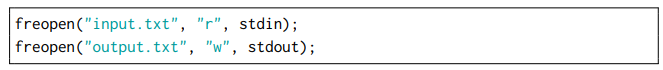 freopen("input.txt", "r", stdin);
freopen("output.txt", "w", stdout);